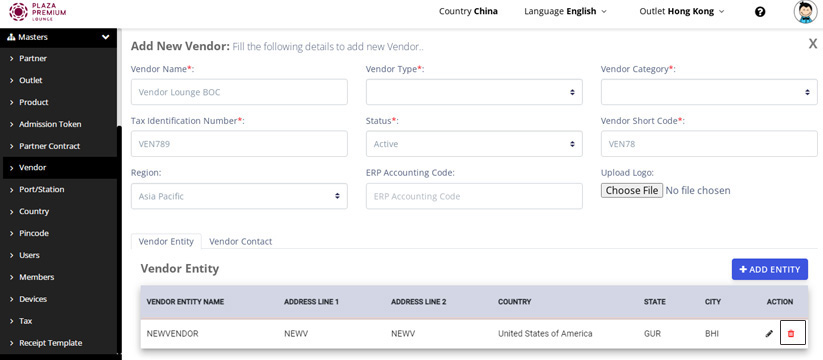 PLAZA
PREMIUM
LOUNGE
Country China
Language English
Outlet Hong Kong
Masters
Partner
Outlet
Product
Admission Token
Partner Contract
Vendor
Port/Station
Country
Pincode
Users
Members
Devices
Tax
Receipt Template
Add New Vendor: Fill the following details to add new Vendor..
X
Vendor Name*:
Vendor Type*:
Vendor Category*:
Vendor Lounge BOC
Tax Identification Number*:
Status*:
Vendor Short Code*:
VEN789
Active
VEN78
Region:
ERP Accounting Code:
Upload Logo:
Asia Pacific
ERP Accounting Code
Choose File No file chosen
Vendor Entity
Vendor Contact
Vendor Entity
+ ADD ENTITY
VENDOR ENTITY NAME ADDRESS LINE 1 ADDRESS LINE 2 COUNTRY STATE CITY ACTION
NEWVENDOR NEWV NEWV United States of America GUR BHI